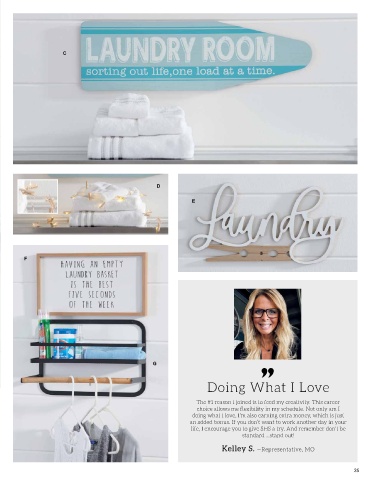 C
LAUNDRY ROOM
sorting out life,one load at a time.
D
E
Laundry
F
HAVING AN EMPTY
LAUNDRY BASKET
IS THE BEST
FIVE SECONDS
OF THE WEEK
G
”
Doing What I Love
The #1 reason I joined is to feed my creativity. This career
choice allows me flexibility in my schedule. Not only am I
doing what I love, I'm also earning extra money, which is just
an added bonus. If you don't want to work another day in your
life, I encourage you to give SHS a try. And remember don't be
standard... stand out!
Kelley S. —Representative, MO